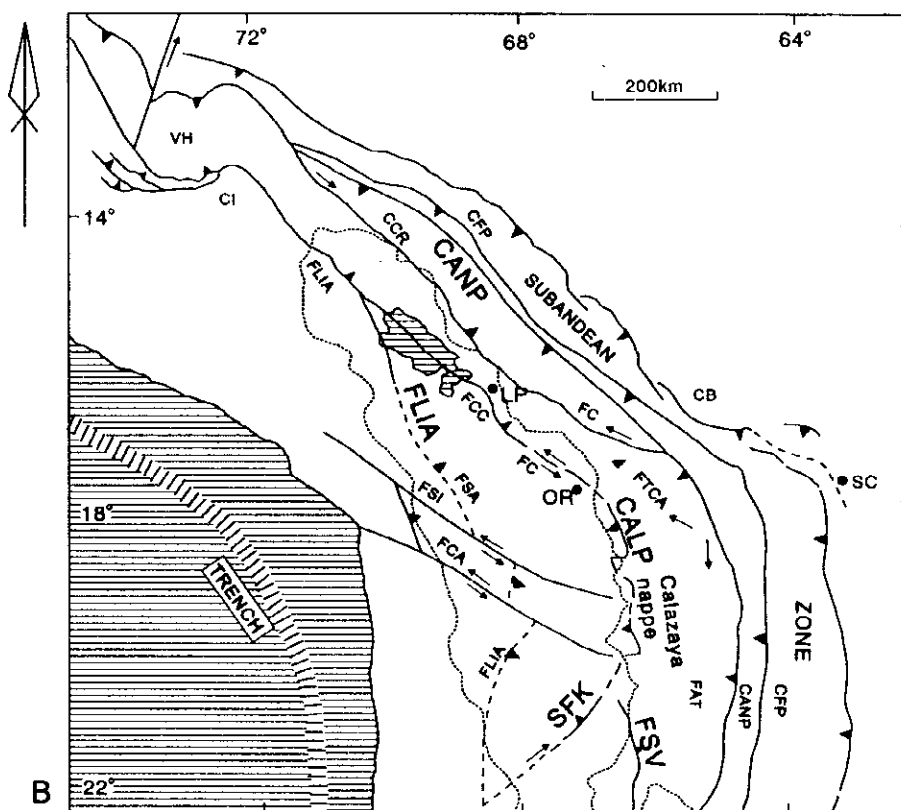 72°
68°
64°
200km
VH
CI
14°
CCR
CFP
CANP
SUBANDEAN
FLIA
LP
CB
FCC
FC
FLIA
FC
FTCA
SC
OR
FSA
FSI
18°
CALP
FCA
TRENCH
Calazaya
nappe
ZONE
FLIA
SFK
FAT
CANP
CFP
FSV
B
22°